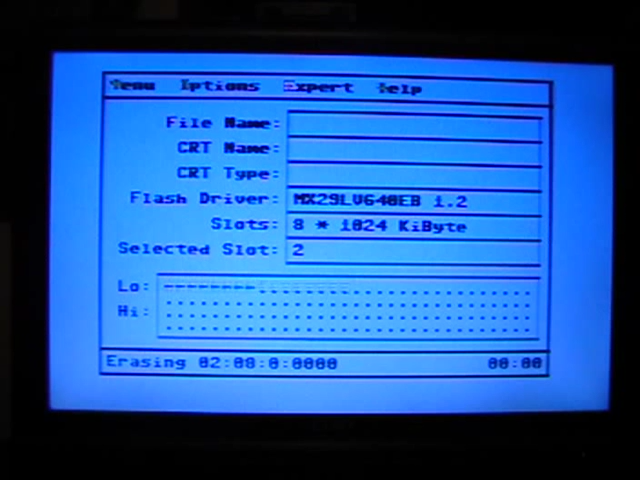 Menu Options Expert Help
File Name:
CRT Name:
CRT Type:
Flash Driver: MX29LV640EB 1.2
Slots: 8 * 1024 KiByte
Selected Slot: 2
Lo:
Hi:
Erasing 02:08:0:0000 00:00